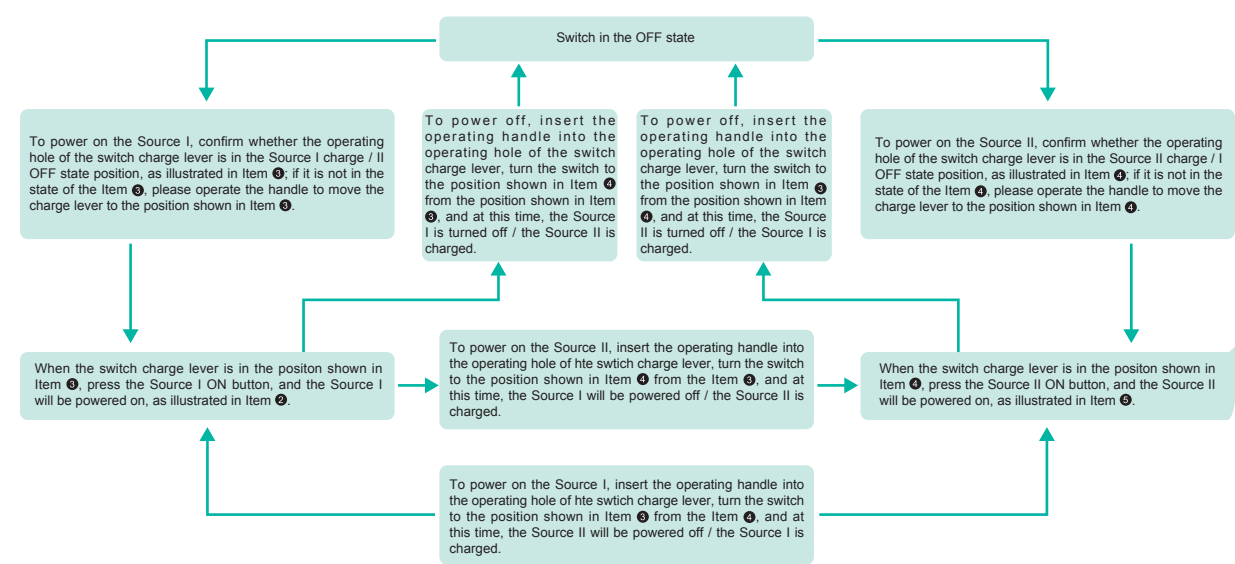 Switch in the OFF state
To power on the Source I, confirm whether the operating
hole of the switch charge lever is in the Source I charge / II
OFF state position, as illustrated in Item ❸; if it is not in the
state of the Item ❸, please operate the handle to move the
charge lever to the position shown in Item ❸.
To power off, insert the
operating handle into the
operating hole of the switch
charge lever, turn the switch to
the position shown in Item ❹
from the position shown in Item
❸, and at this time, the Source
I is turned off / the Source II is
charged.
To power off, insert the
operating handle into the
operating hole of the switch
charge lever, turn the switch to
the position shown in Item ❸
from the position shown in Item
❹, and at this time, the Source
II is turned off / the Source I is
charged.
To power on the Source II, confirm whether the operating
hole of the switch charge lever is in the Source II charge / I
OFF state position, as illustrated in Item ❹; if it is not in the
state of the Item ❹, please operate the handle to move the
charge lever to the position shown in Item ❹.
When the switch charge lever is in the positon shown in
Item ❸, press the Source I ON button, and the Source I
will be powered on, as illustrated in Item ❷.
To power on the Source II, insert the operating handle into
the operating hole of hte swtich charge lever, turn the switch
to the position shown in Item ❹ from the Item ❸, and at
this time, the Source I will be powered off / the Source II is
charged.
When the switch charge lever is in the positon shown in
Item ❹, press the Source II ON button, and the Source II
will be powered on, as illustrated in Item ❺.
To power on the Source I, insert the operating handle into
the operating hole of hte swtich charge lever, turn the switch
to the position shown in Item ❸ from the Item ❹, and at
this time, the Source II will be powered off / the Source I is
charged.